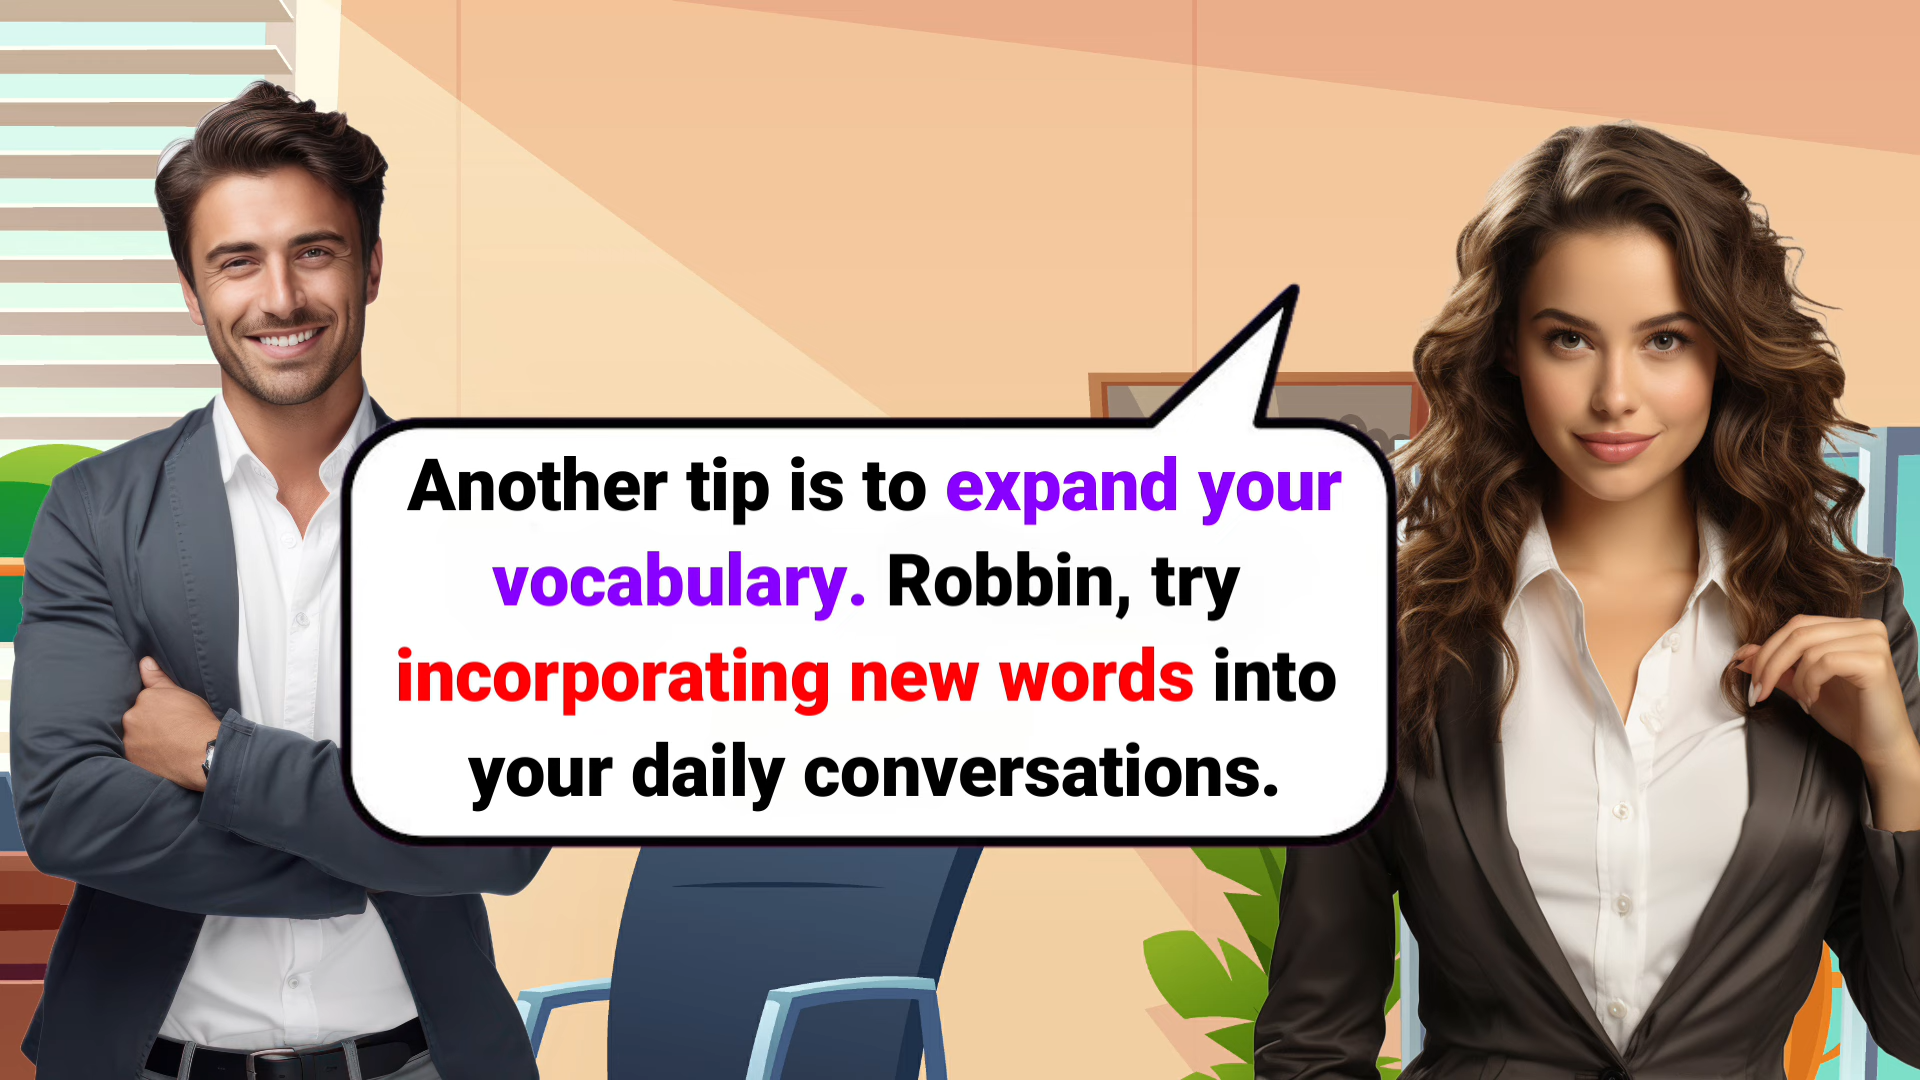 Another tip is to expand your
vocabulary. Robbin, try
incorporating new words into
your daily conversations.